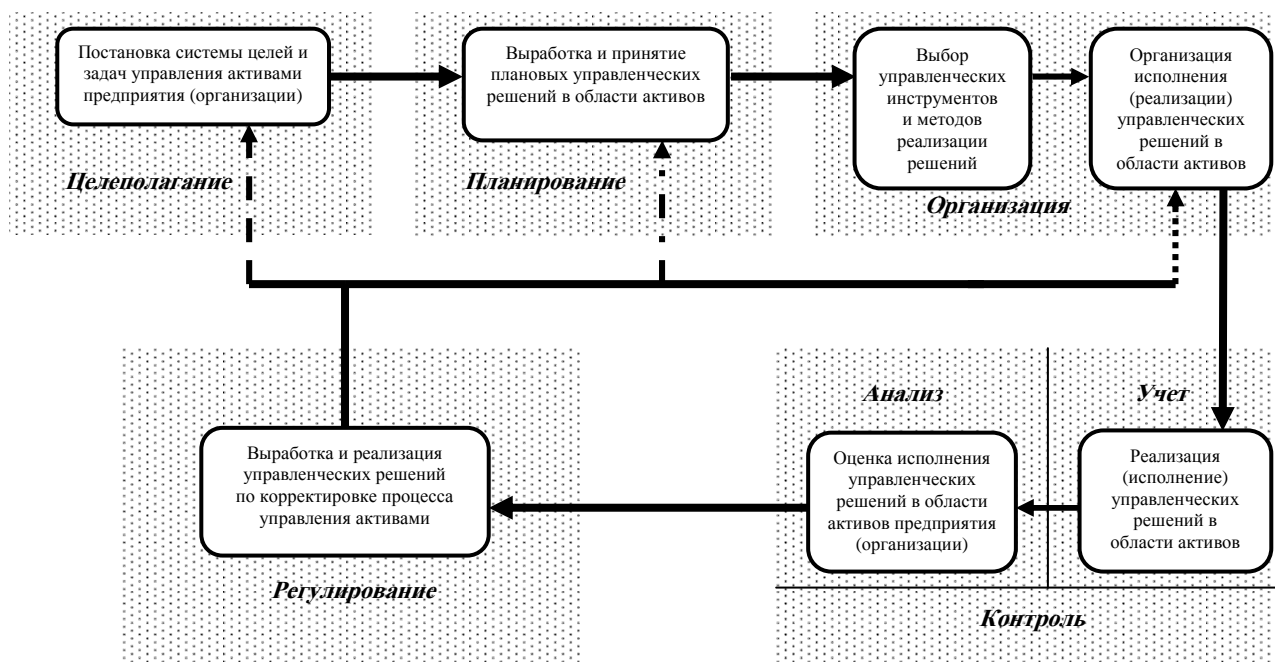 Постановка системы целей и
задач управления активами
предприятия (организации)
Целеполагание
Выработка и принятие
плановых управленческих
решений в области активов
Планирование
Выбор
управленческих
инструментов
и методов
реализации
решений
Организация
исполнения
(реализации)
управленческих
решений в
области активов
Организация
Анализ
Учет
Выработка и реализация
управленческих решений
по корректировке процесса
управления активами
Регулирование
Оценка исполнения
управленческих
решений в области
активов предприятия
(организации)
Реализация
(исполнение)
управленческих
решений в
области активов
Контроль